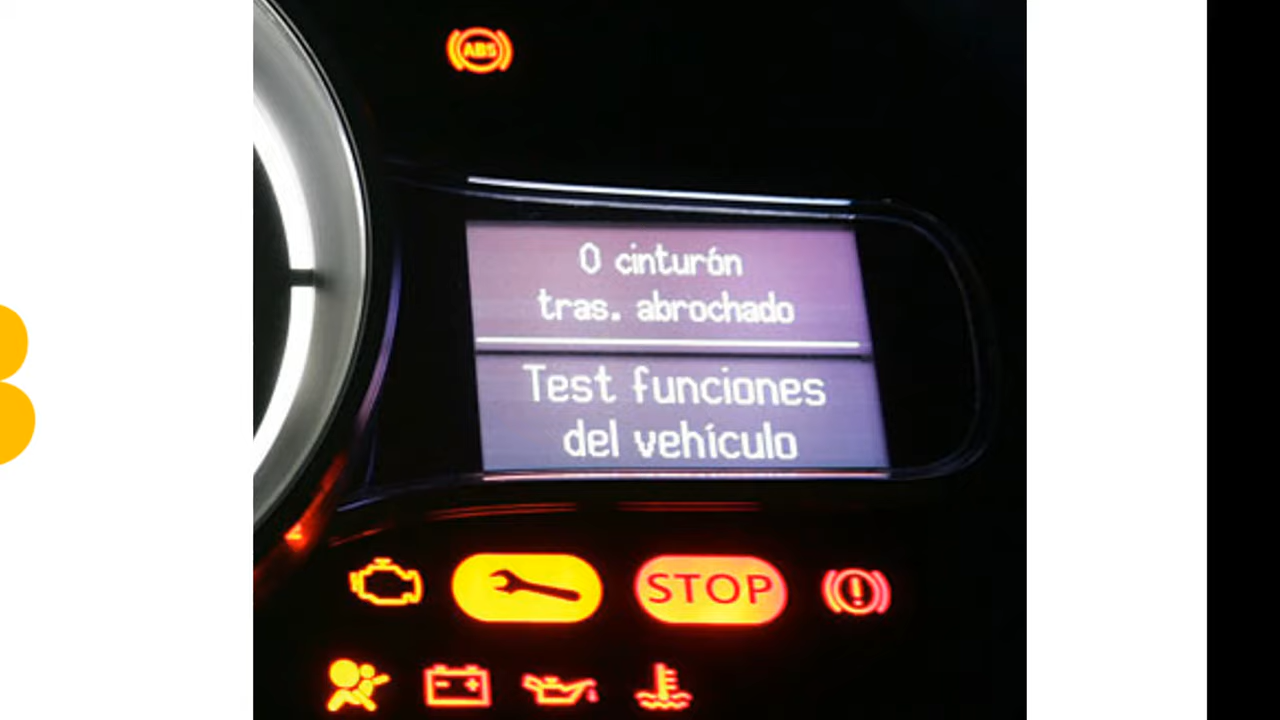 ABS
0 cinturón
tras. abrochado
Test funciones
del vehículo
STOP